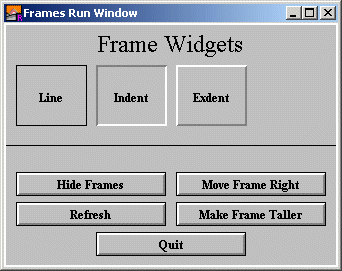 Frames Run Window
Frame Widgets
Line Indent Exdent
Hide Frames Move Frame Right
Refresh Make Frame Taller
Quit